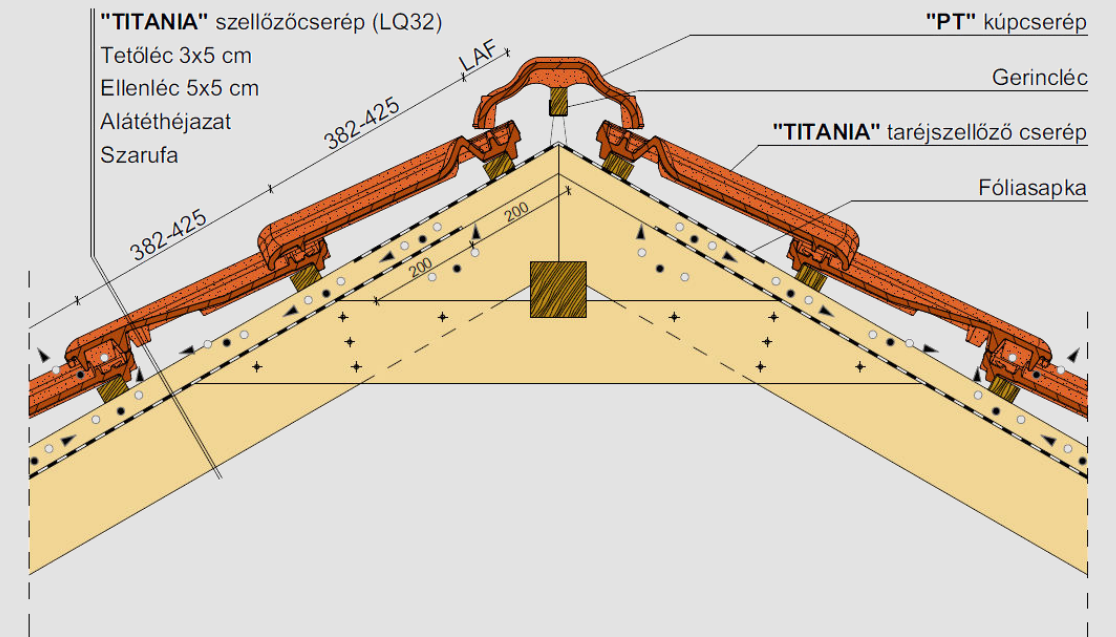 "TITANIA" szellőzőcserép (LQ32)
Tetőléc 3x5 cm
Ellenléc 5x5 cm
Alátéthéjazat
Szarufa
"PT" kúpcserép
Gerincléc
"TITANIA" taréjszellőző cserép
Fóliasapka
LAF
382-425
382-425
200
200